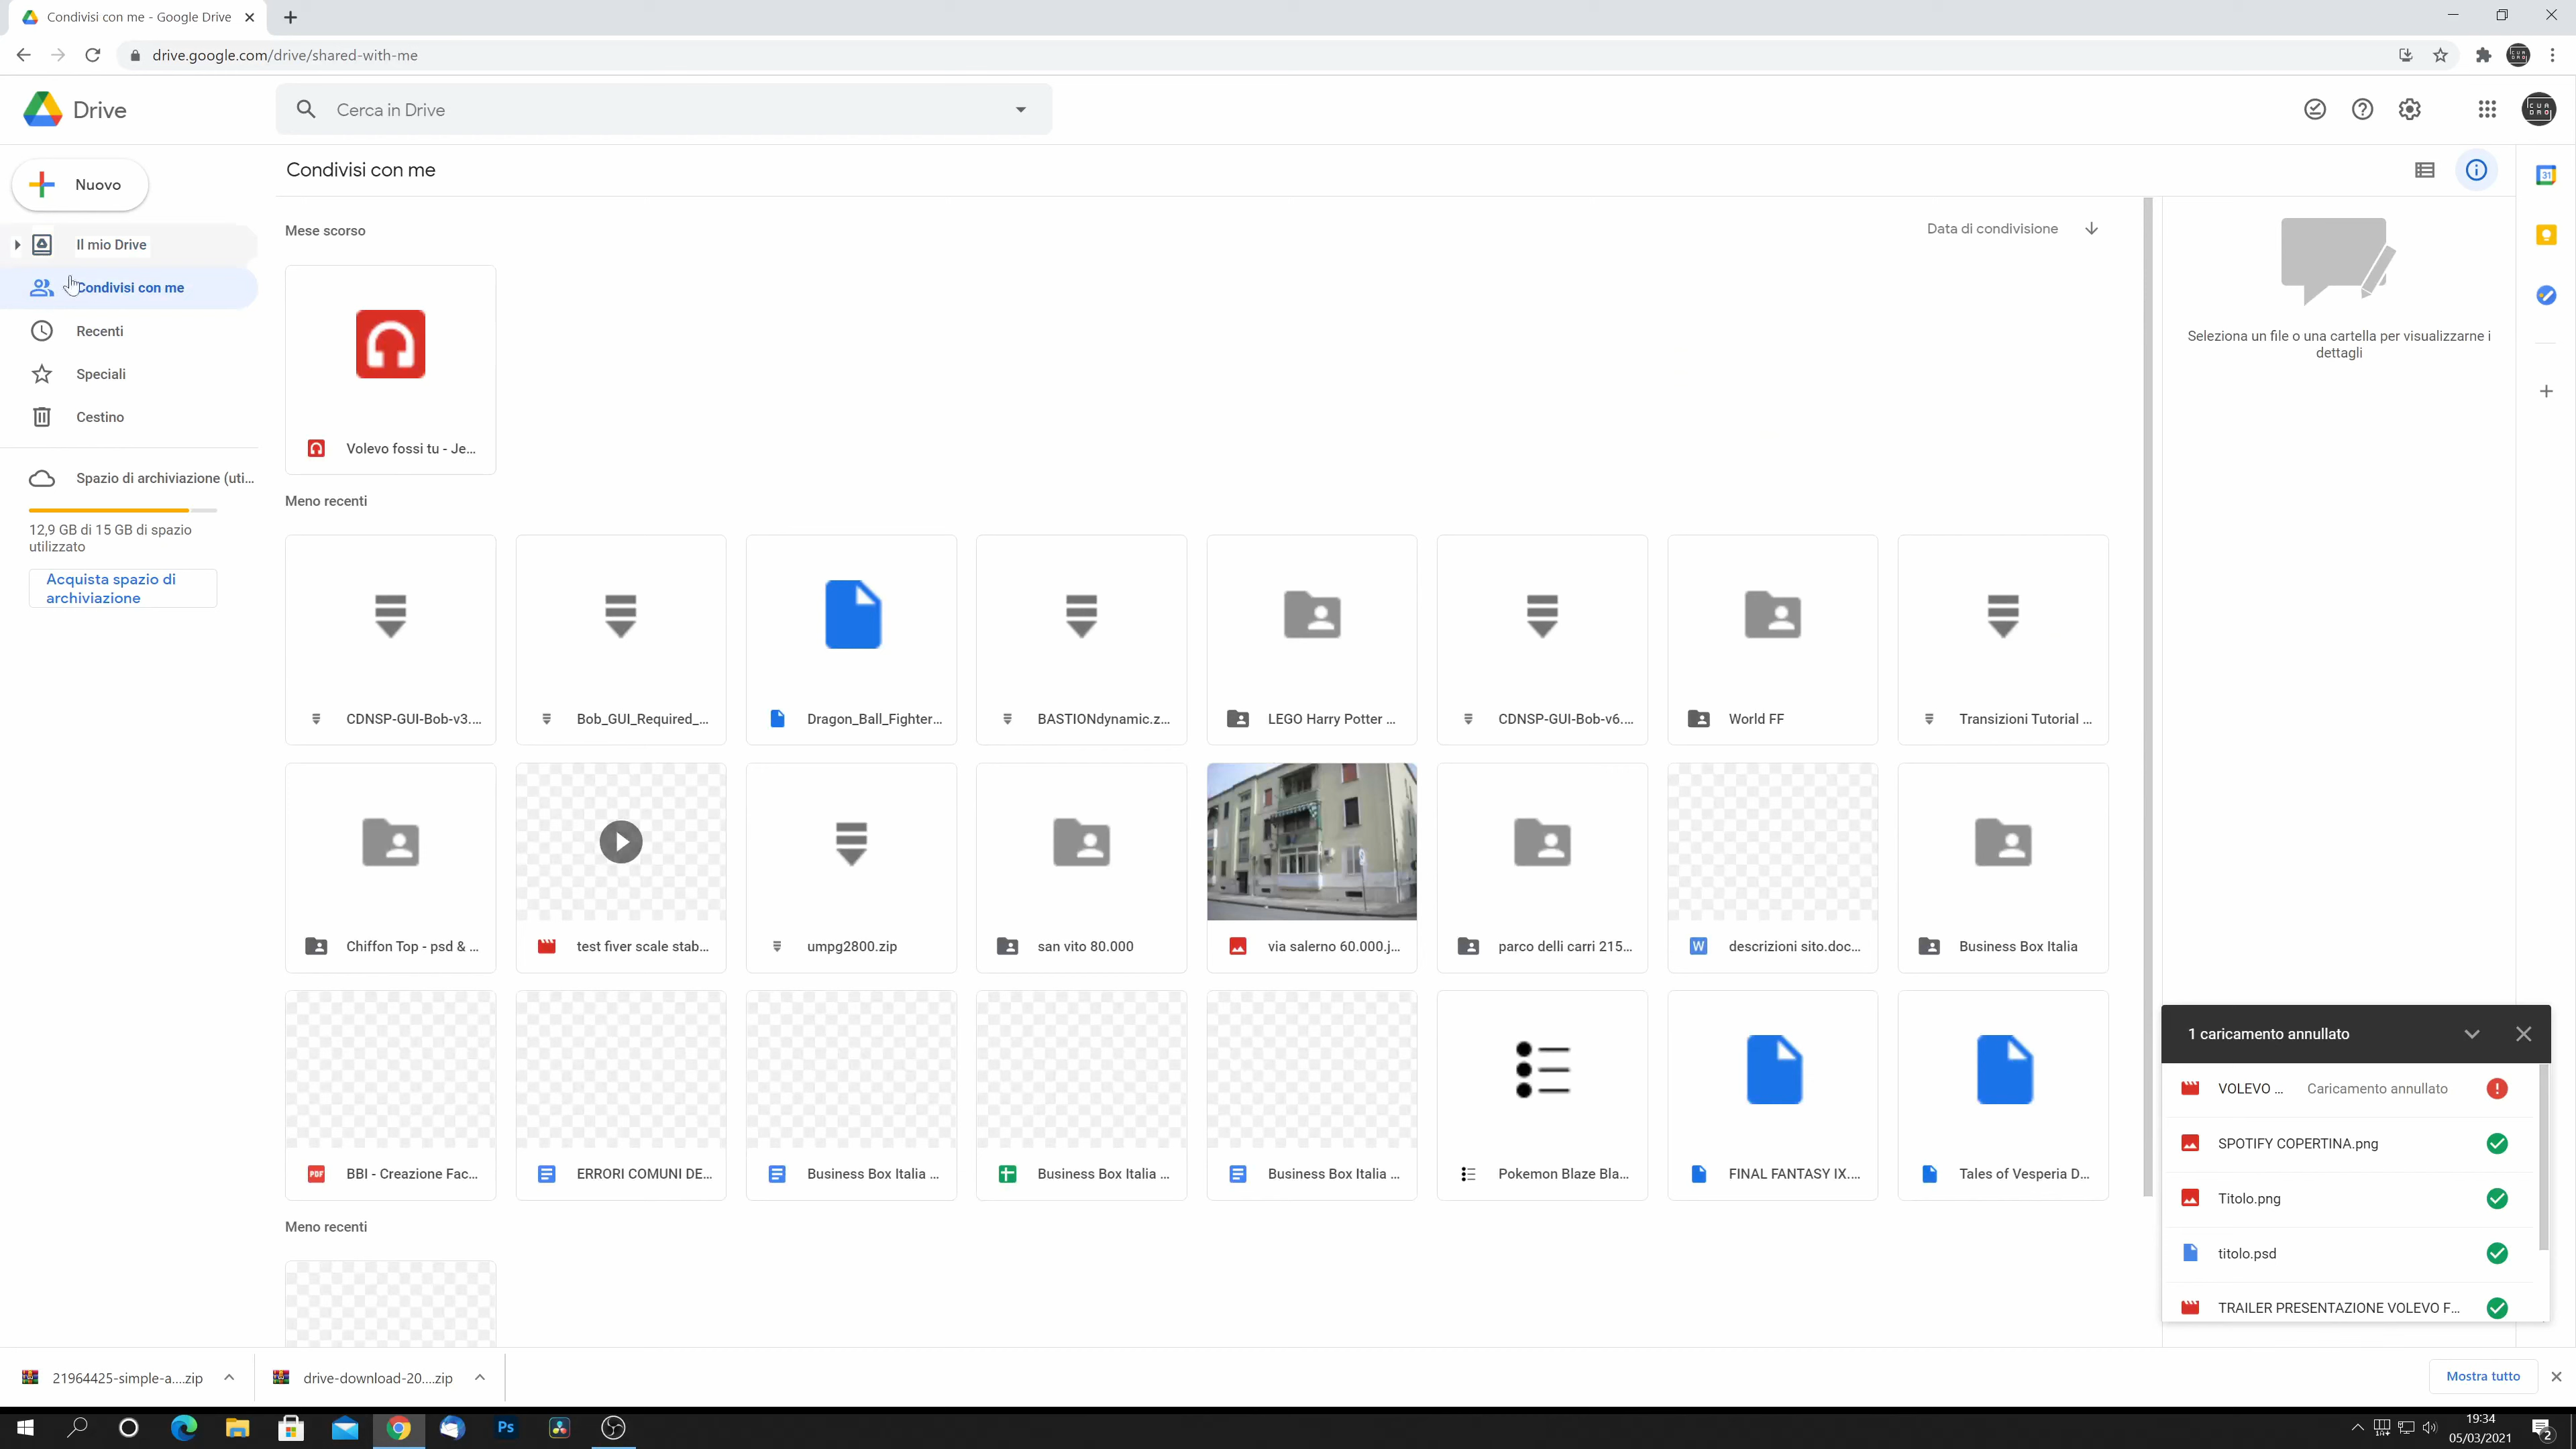 Condivisi con me - Google Drive
drive.google.com/drive/shared-with-me
Drive
Cerca in Drive
Nuovo
Condivisi con me
Il mio Drive
Condivisi con me
Recenti
Speciali
Cestino
Spazio di archiviazione (uti...
12,9 GB di 15 GB di spazio
utilizzato
Acquista spazio di
archiviazione
Mese scorso
Data di condivisione
Volevo fossi tu - Je...
Meno recenti
CDNSP-GUI-Bob-v3....
Bob_GUI_Required_...
Dragon_Ball_Fighter...
BASTIONdynamic.z...
LEGO Harry Potter ...
CDNSP-GUI-Bob-v6....
World FF
Transizioni Tutorial ...
Chiffon Top - psd & ...
test fiver scale stab...
umpg2800.zip
san vito 80.000
via salerno 60.000.j...
parco delli carri 215...
descrizioni sito.doc...
Business Box Italia
BBI - Creazione Fac...
ERRORI COMUNI DE...
Business Box Italia ...
Business Box Italia ...
Business Box Italia ...
Pokemon Blaze Bla...
FINAL FANTASY IX....
Tales of Vesperia D...
Meno recenti
Seleziona un file o una cartella per visualizzarne i
dettagli
31
1 caricamento annullato
VOLEVO ... Caricamento annullato
SPOTIFY COPERTINA.png
Titolo.png
titolo.psd
TRAILER PRESENTAZIONE VOLEVO F...
21964425-simple-a....zip
drive-download-20....zip
Mostra tutto
Ps
19:34
05/03/2021
2